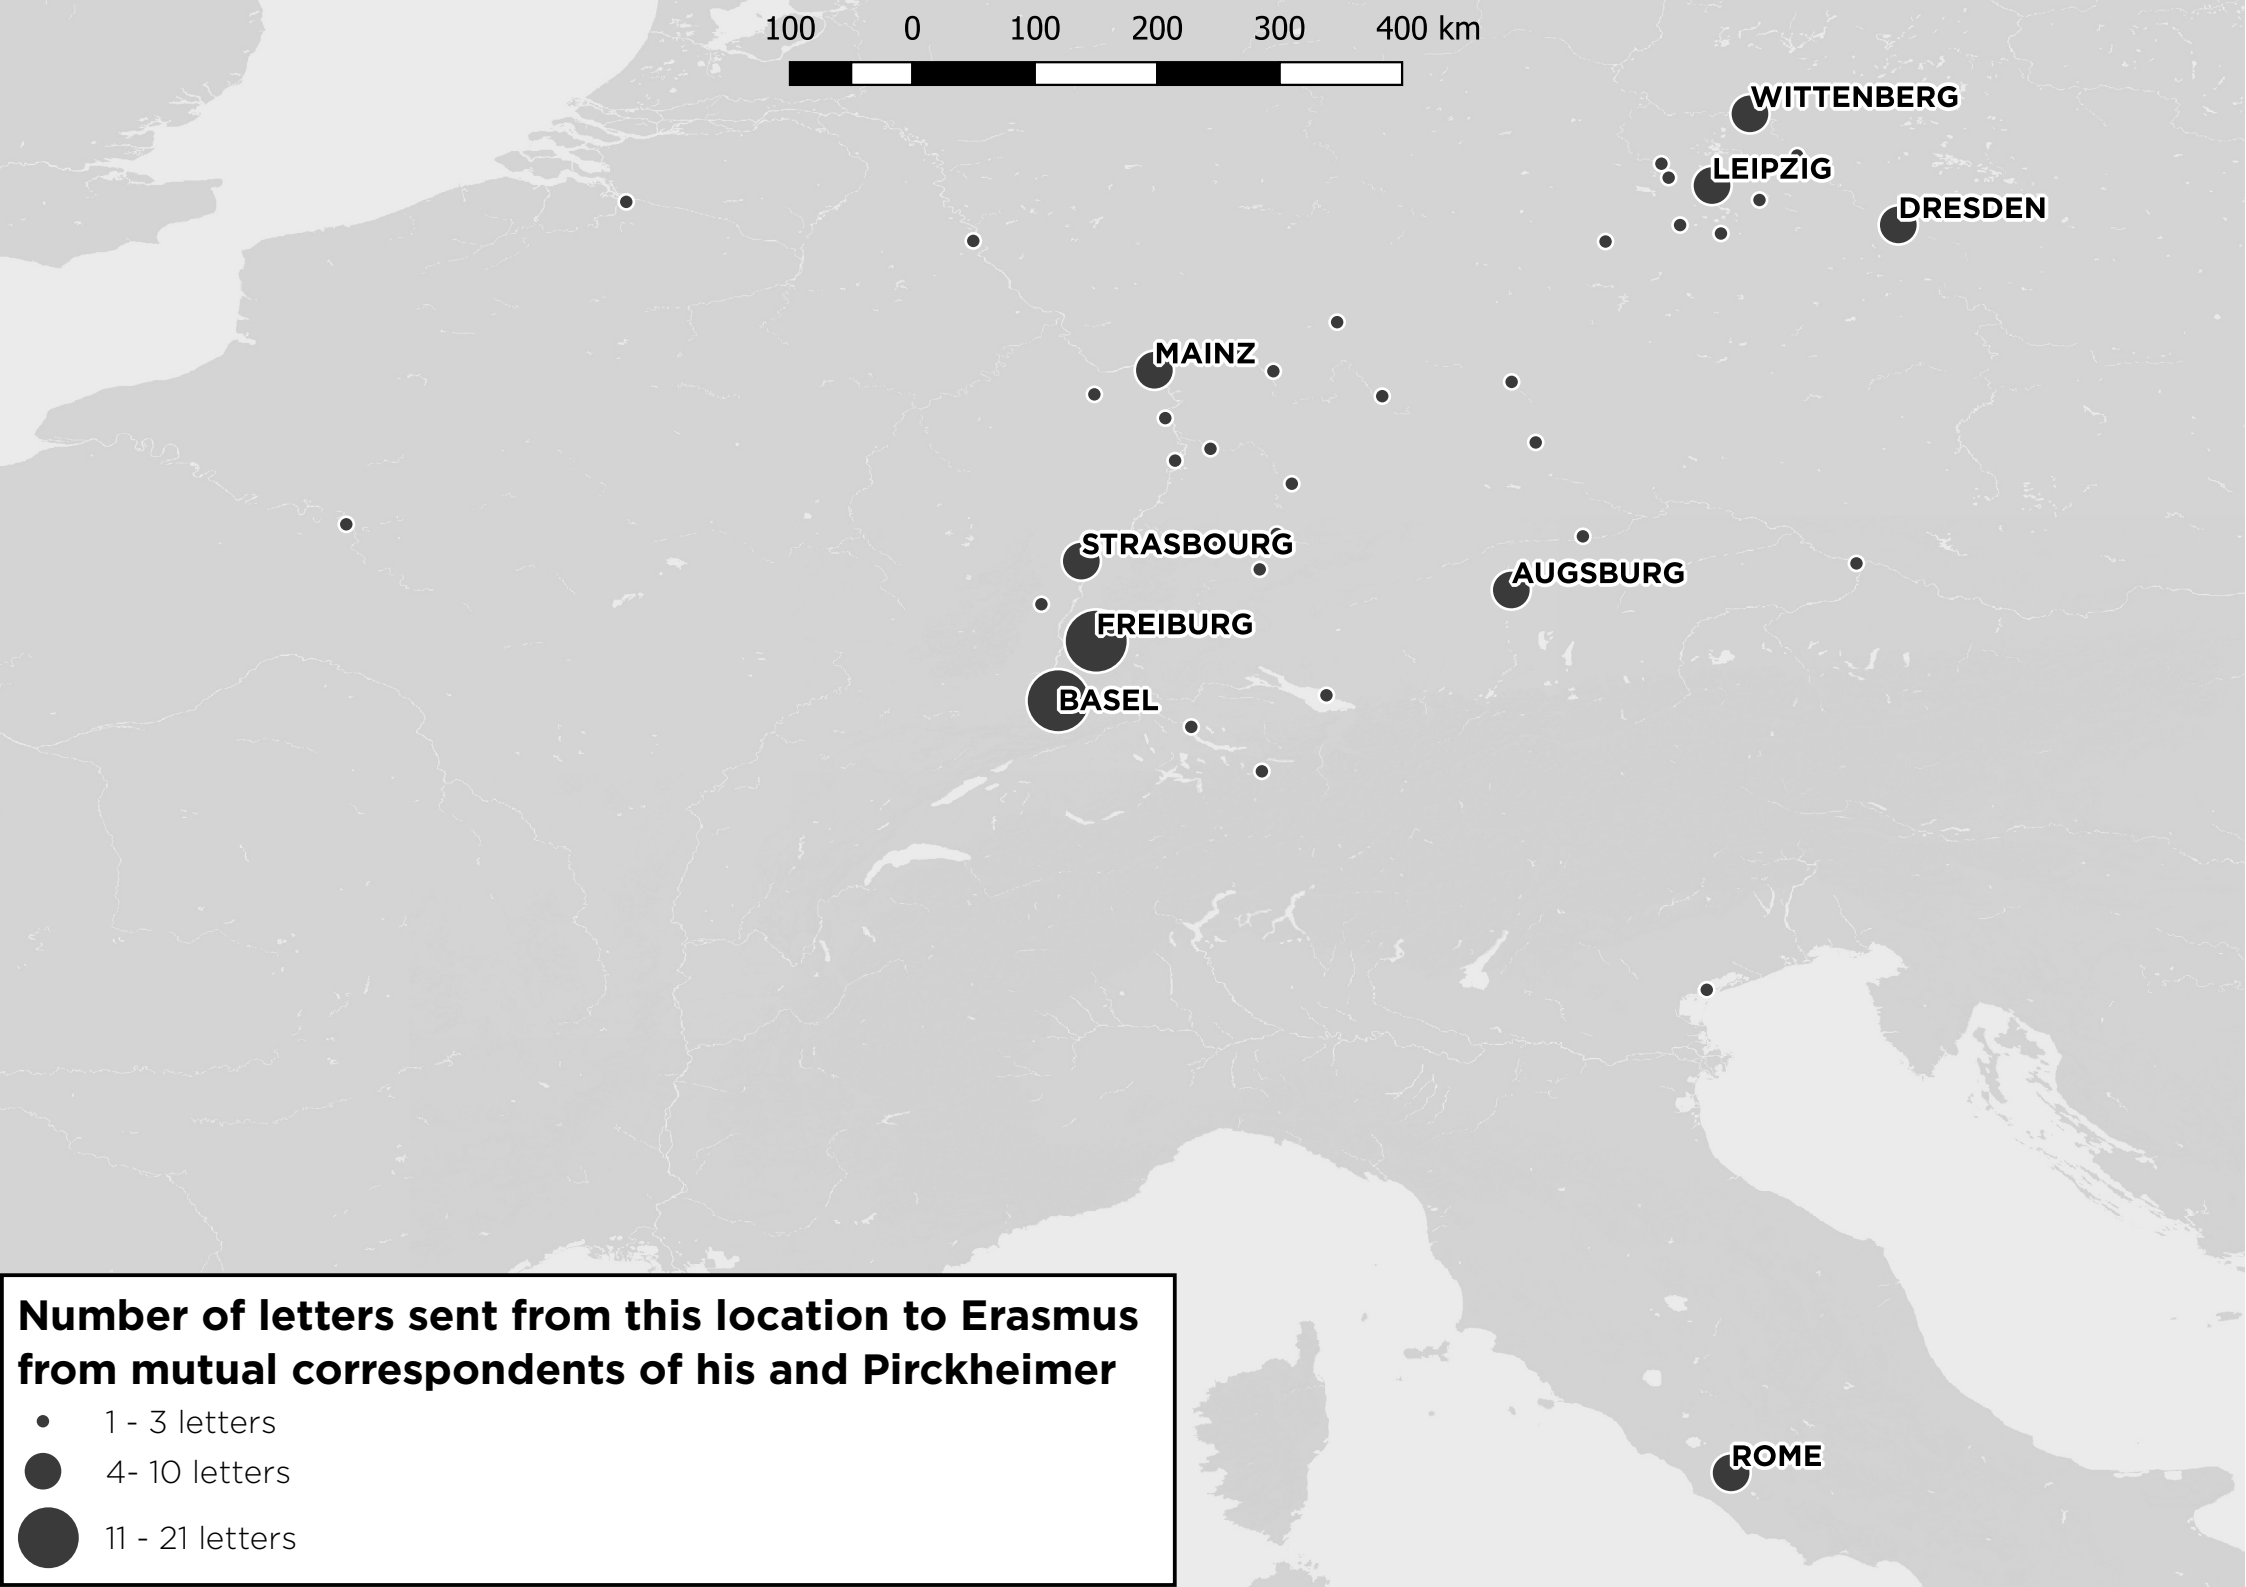 100 0 100 200 300 400 km
WITTENBERG
LEIPZIG
DRESDEN
MAINZ
STRASBOURG
AUGSBURG
FREIBURG
BASEL
ROME
Number of letters sent from this location to Erasmus
from mutual correspondents of his and Pirckheimer
1 - 3 letters
4- 10 letters
11 - 21 letters